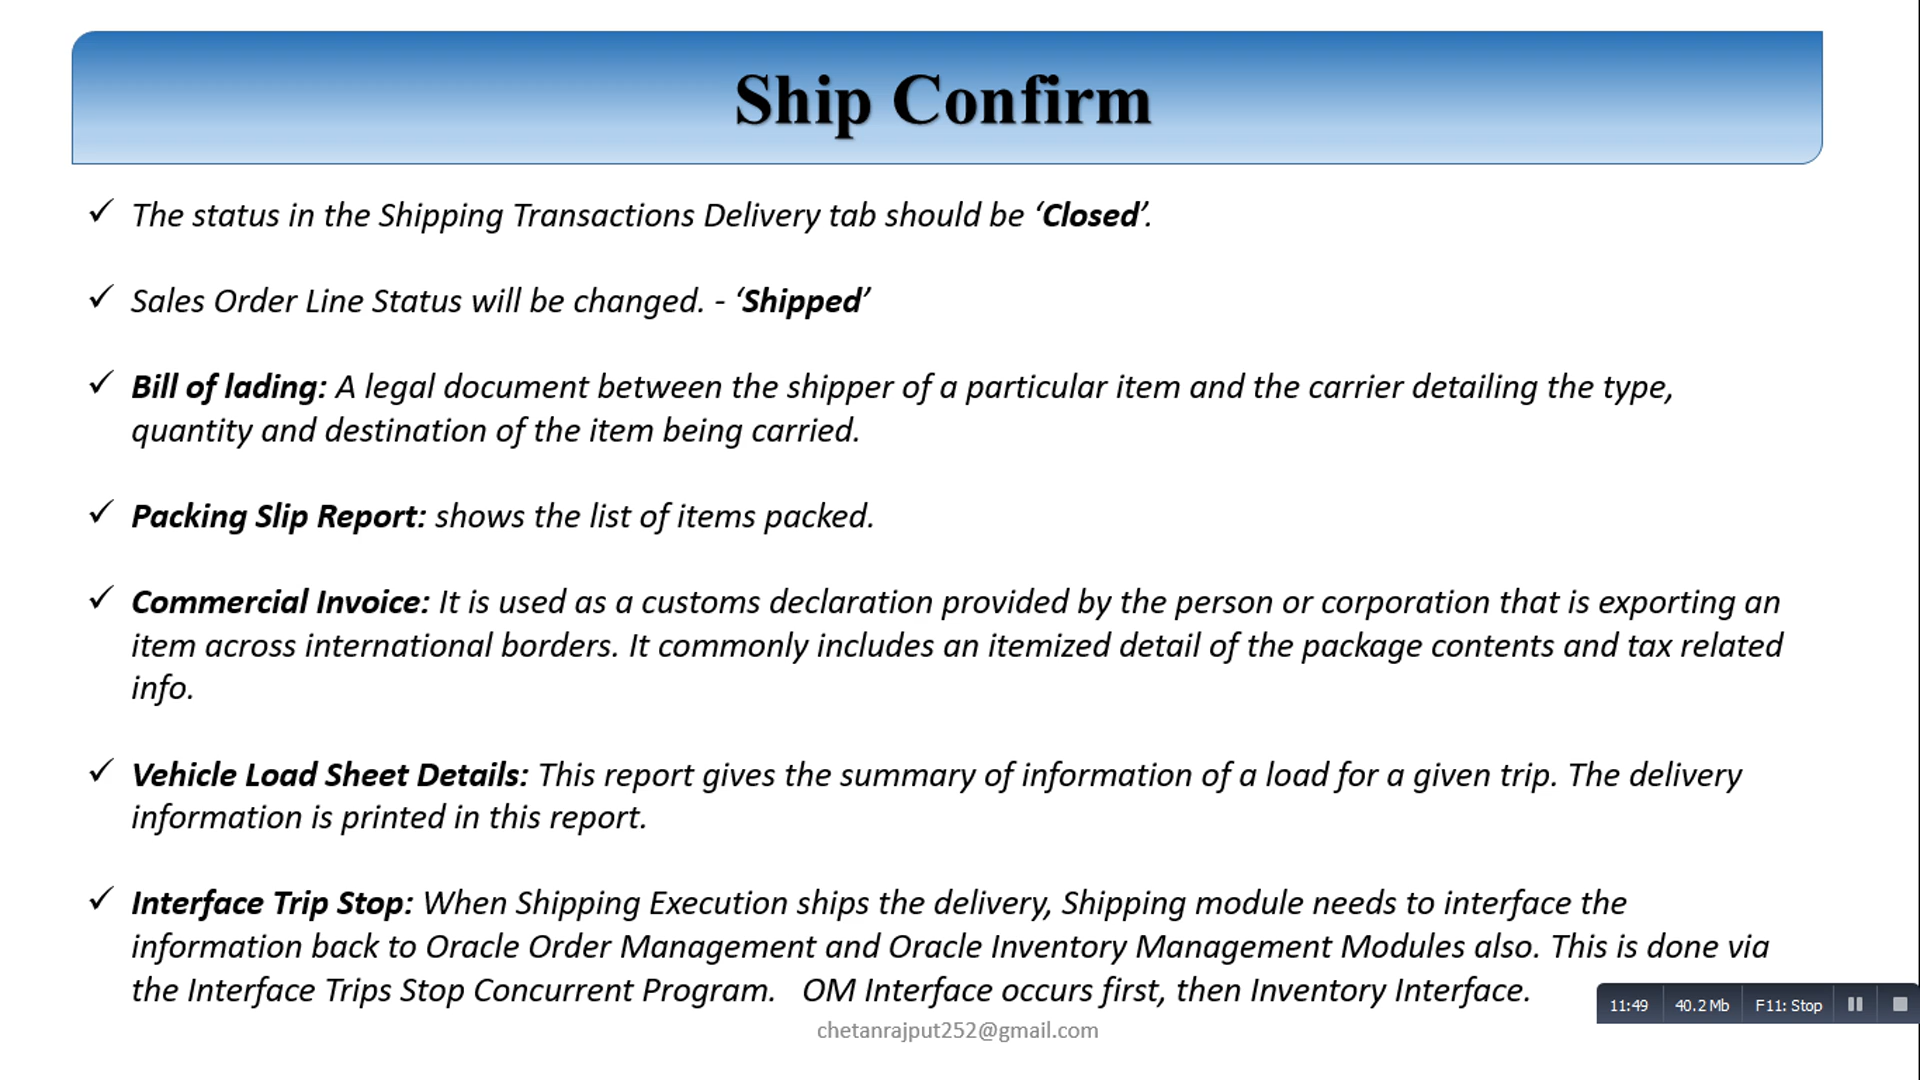 Ship Confirm
✓ The status in the Shipping Transactions Delivery tab should be ‘Closed’.
✓ Sales Order Line Status will be changed. - ‘Shipped’
✓ Bill of lading: A legal document between the shipper of a particular item and the carrier detailing the type,
quantity and destination of the item being carried.
✓ Packing Slip Report: shows the list of items packed.
✓ Commercial Invoice: It is used as a customs declaration provided by the person or corporation that is exporting an
item across international borders. It commonly includes an itemized detail of the package contents and tax related
info.
✓ Vehicle Load Sheet Details: This report gives the summary of information of a load for a given trip. The delivery
information is printed in this report.
✓ Interface Trip Stop: When Shipping Execution ships the delivery, Shipping module needs to interface the
information back to Oracle Order Management and Oracle Inventory Management Modules also. This is done via
the Interface Trips Stop Concurrent Program.   OM Interface occurs first, then Inventory Interface.
11:49 40.2 Mb F11: Stop
chetanrajput252@gmail.com